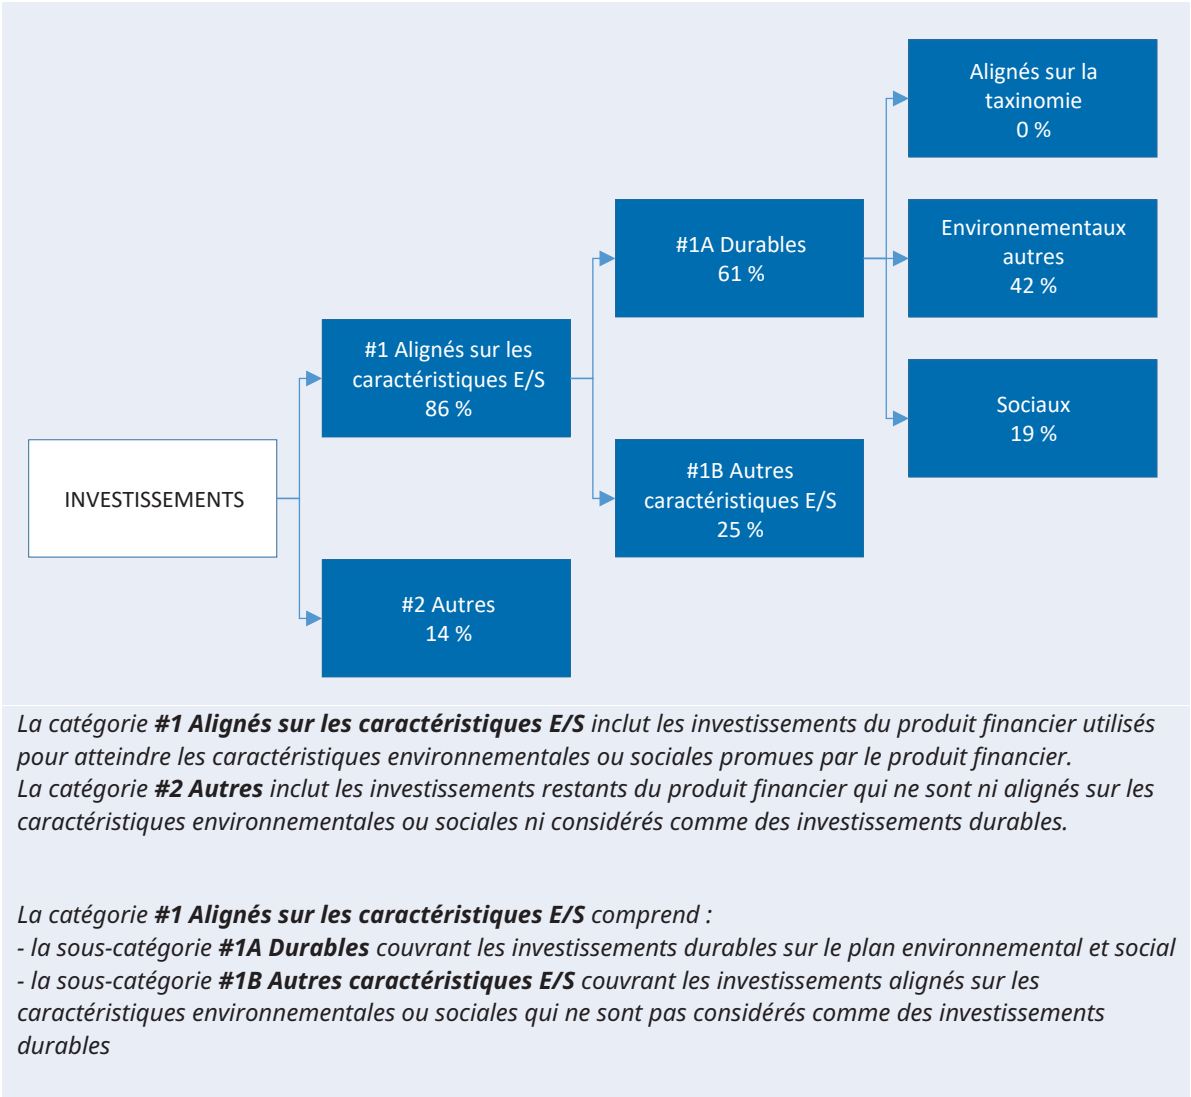 INVESTISSEMENTS
#1 Alignés sur les
caractéristiques E/S
86 %
#2 Autres
14 %
#1A Durables
61 %
#1B Autres
caractéristiques E/S
25 %
Alignés sur la
taxinomie
0 %
Environnementaux
autres
42 %
Sociaux
19 %
La catégorie #1 Alignés sur les caractéristiques E/S inclut les investissements du produit financier utilisés
pour atteindre les caractéristiques environnementales ou sociales promues par le produit financier.
La catégorie #2 Autres inclut les investissements restants du produit financier qui ne sont ni alignés sur les
caractéristiques environnementales ou sociales ni considérés comme des investissements durables.
La catégorie #1 Alignés sur les caractéristiques E/S comprend :
- la sous-catégorie #1A Durables couvrant les investissements durables sur le plan environnemental et social
- la sous-catégorie #1B Autres caractéristiques E/S couvrant les investissements alignés sur les
caractéristiques environnementales ou sociales qui ne sont pas considérés comme des investissements
durables